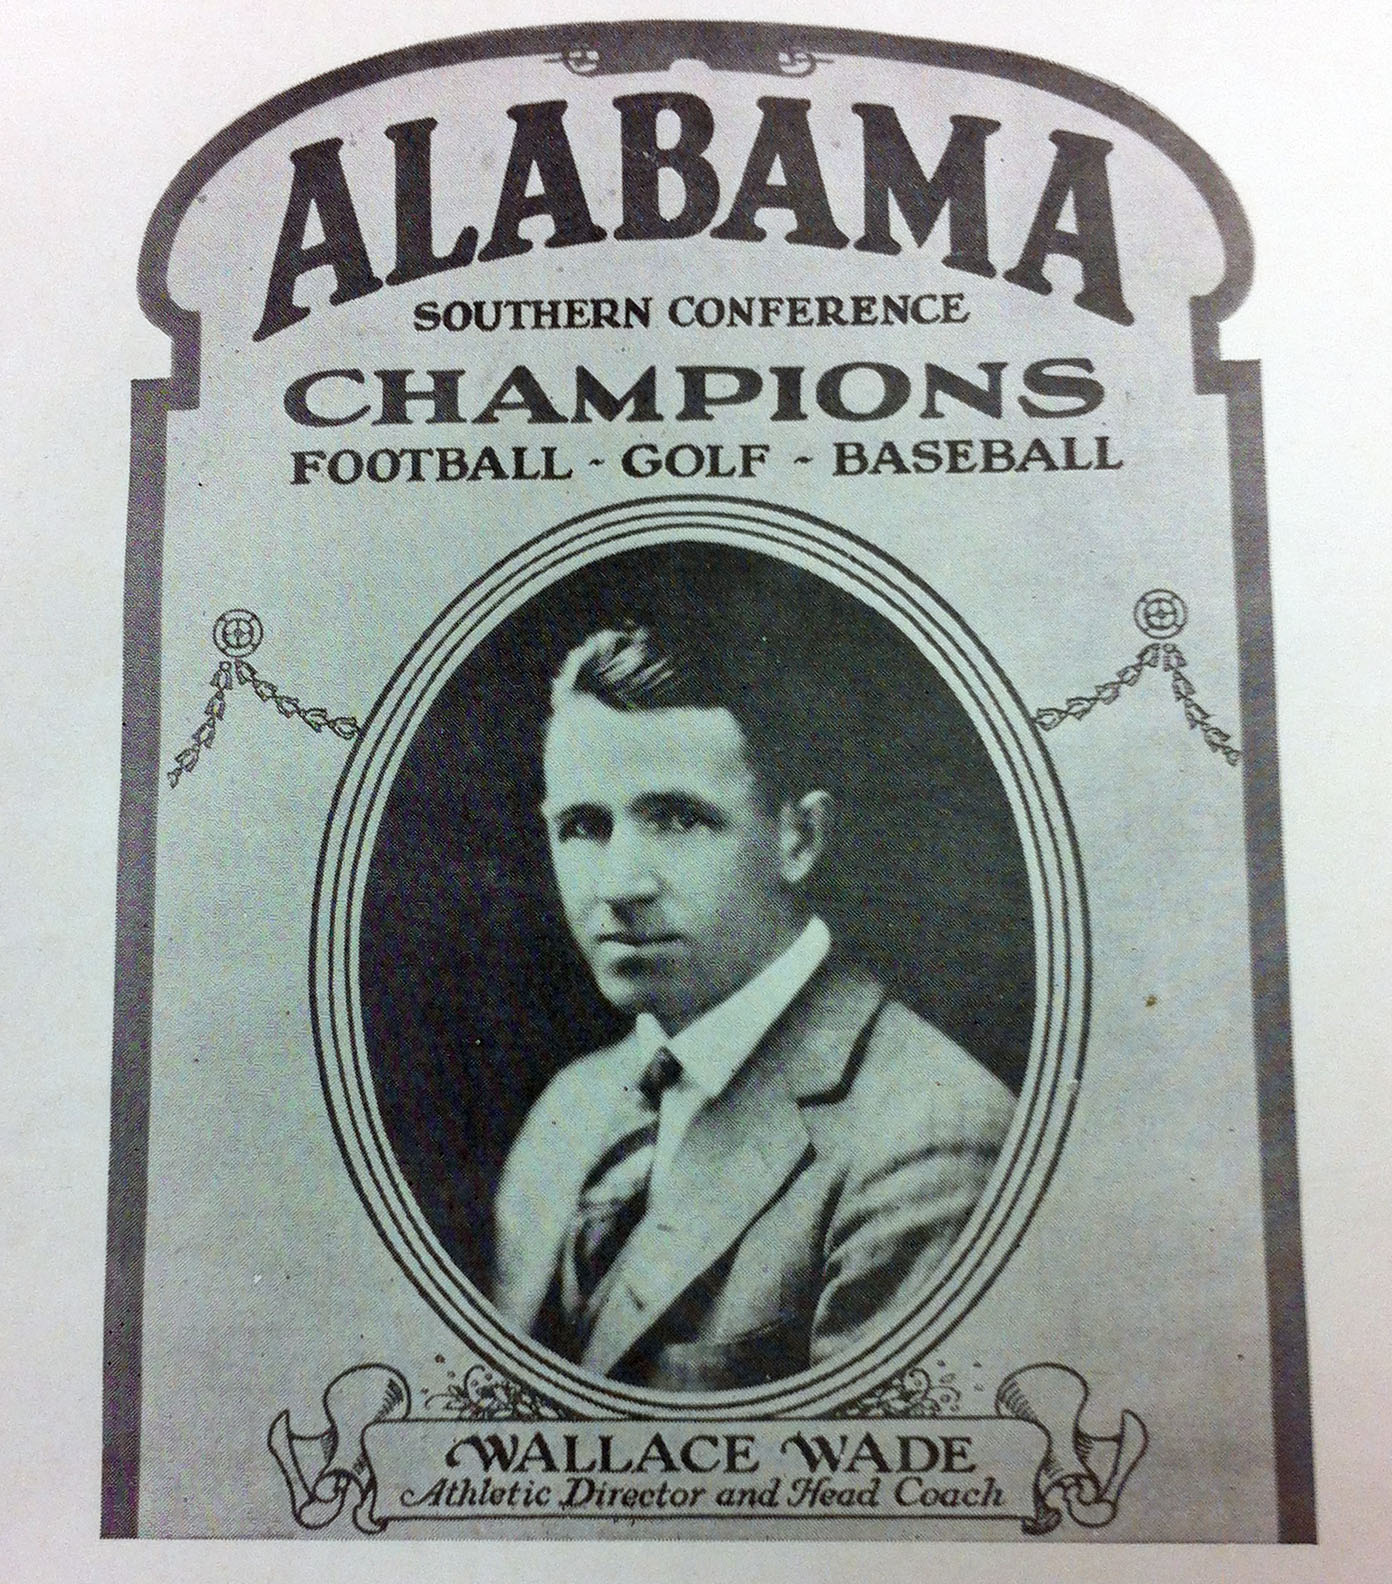 ALABAMA
SOUTHERN CONFERENCE
CHAMPIONS
FOOTBALL - GOLF - BASEBALL
WALLACE WADE
Athletic Director and Head Coach